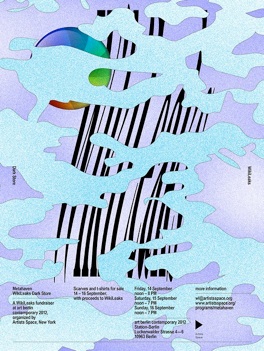 Dark Store
WikiLeaks
Metahaven
WikiLeaks Dark Store
A WikiLeaks fundraiser
at art berlin
contemporary 2012,
organized by
Artists Space, New York
Scarves and t-shirts for sale
14 – 16 September,
with proceeds to WikiLeaks
Friday, 14 September
noon – 8 PM
Saturday, 15 September
noon – 7 PM
Sunday, 16 September
noon – 7 PM
art berlin contemporary 2012
Station-Berlin
Luckenwalder Strasse 4—6
10963 Berlin
more information:
wl@artistsspace.org
www.artistsspace.org/
programs/metahaven